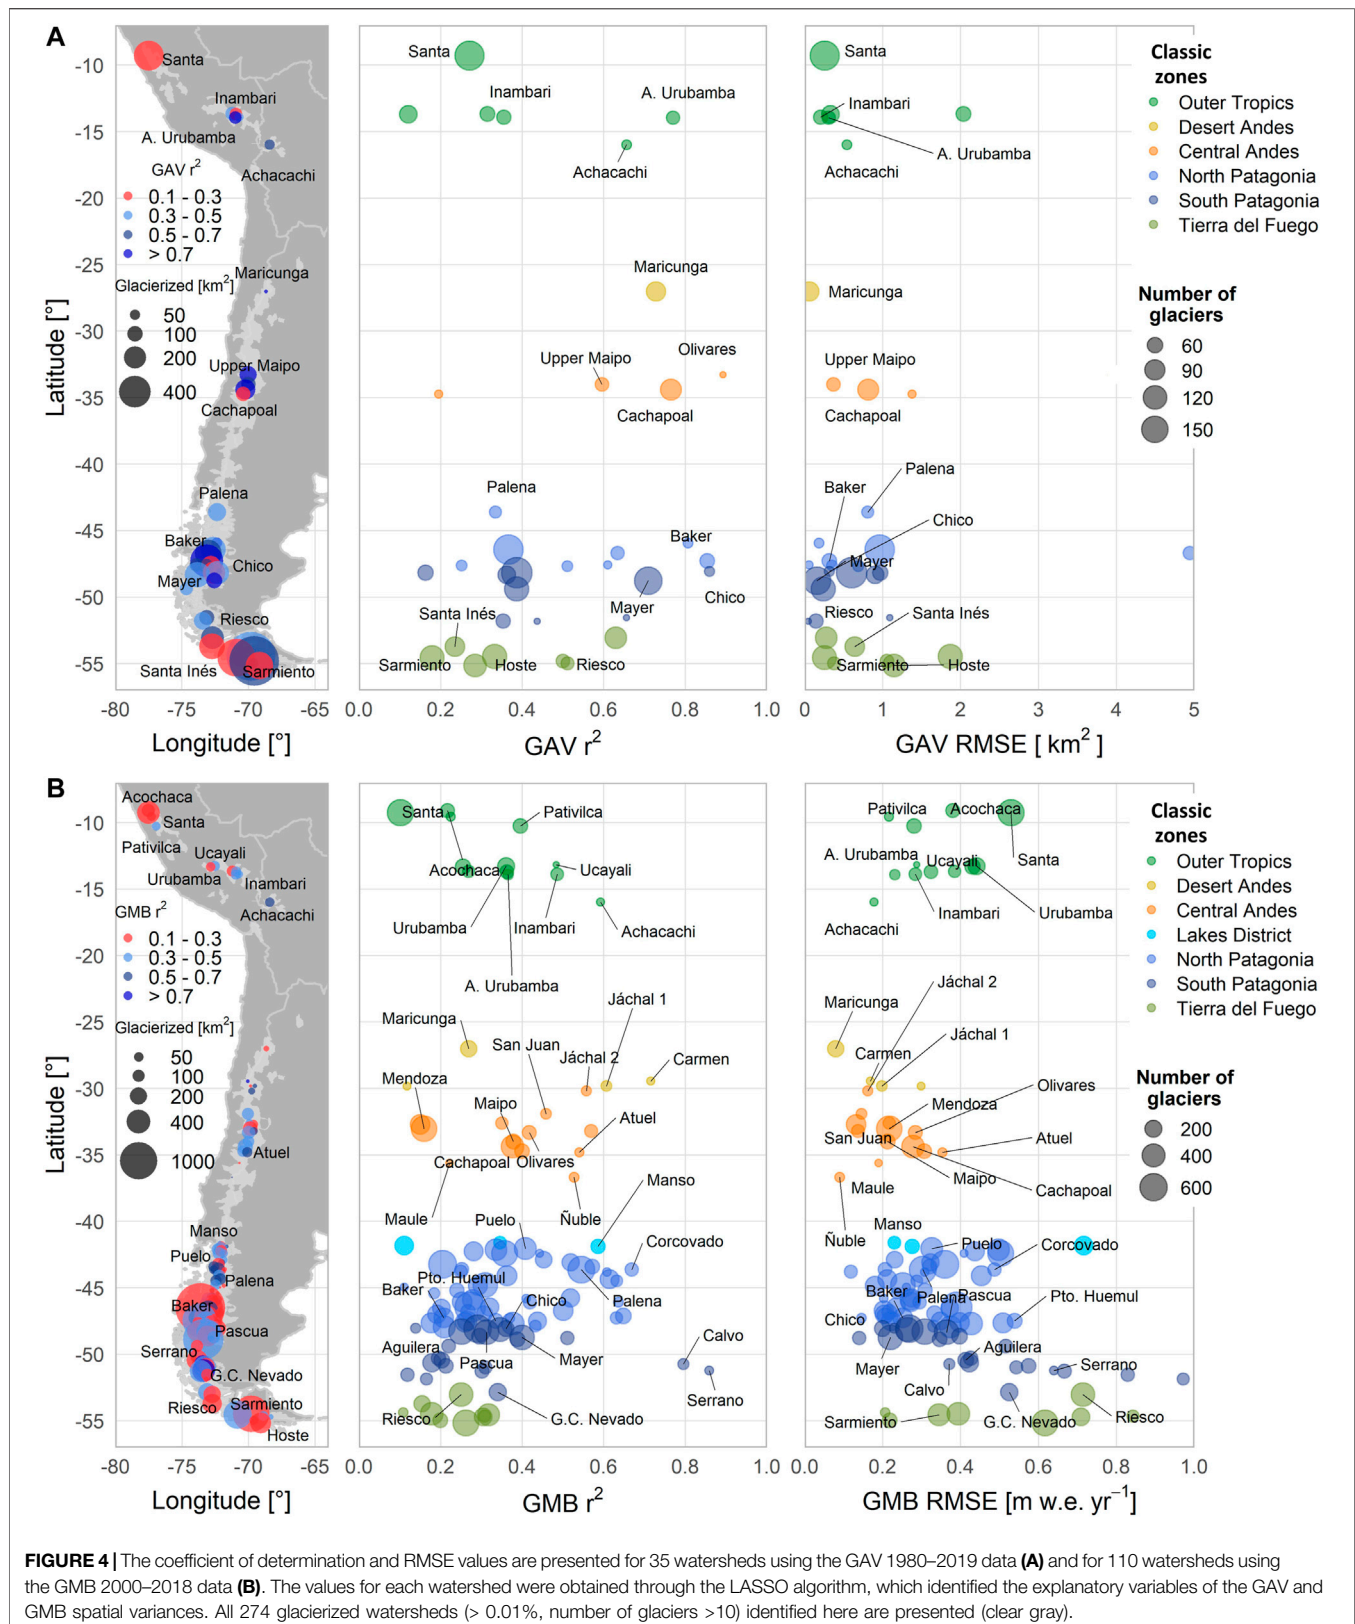 A
Santa
Inambari
A. Urubamba
Achacachi
GAV r²
0.1 - 0.3
0.3 - 0.5
0.5 - 0.7
> 0.7
Maricunga
Glacierized [km²]
50
100
200
400
Upper Maipo
Cachapoal
Palena
Baker
Chico
Mayer
Riesco
Santa Inés
Sarmiento
-10
-15
-20
-25
-30
-35
-40
-45
-50
-55
Latitude [°]
-80 -75 -70 -65
Longitude [°]
Santa
Inambari
A. Urubamba
Achacachi
Maricunga
Upper Maipo
Olivares
Cachapoal
Palena
Baker
Mayer
Chico
Santa Inés
Sarmiento
Hoste
Riesco
0.0 0.2 0.4 0.6 0.8 1.0
GAV r²
Santa
Inambari
A. Urubamba
Achacachi
Maricunga
Upper Maipo
Cachapoal
Palena
Baker
Chico
Mayer
Riesco
Santa Inés
Sarmiento
Hoste
0 1 2 3 4 5
GAV RMSE [ km² ]
Classic
zones
Outer Tropics
Desert Andes
Central Andes
North Patagonia
South Patagonia
Tierra del Fuego
Number of
glaciers
60
90
120
150
B
Acochaca
Santa
Pativilca
Ucayali
Urubamba
Inambari
Achacachi
GMB r²
0.1 - 0.3
0.3 - 0.5
0.5 - 0.7
> 0.7
Glacierized [km²]
50
100
200
400
1000
Atuel
Manso
Puelo
Palena
Baker
Pascua
Serrano
G.C. Nevado
Riesco
Sarmiento
Hoste
-10
-15
-20
-25
-30
-35
-40
-45
-50
-55
Latitude [°]
-80 -75 -70 -65
Longitude [°]
Santa
Pativilca
Acochaca
Ucayali
Urubamba
Inambari
Achacachi
A. Urubamba
Jáchal 1
Maricunga
San Juan
Jáchal 2
Carmen
Mendoza
Maipo
Atuel
Cachapoal
Olivares
Manso
Maule
Puelo
Ñuble
Corcovado
Pto. Huemul
Baker
Chico
Palena
Calvo
Aguilera
Pascua
Mayer
Serrano
Riesco
G.C. Nevado
0.0 0.2 0.4 0.6 0.8 1.0
GMB r²
Pativilca
Acochaca
A. Urubamba
Ucayali
Santa
Inambari
Urubamba
Achacachi
Jáchal 2
Maricunga
Jáchal 1
Carmen
Olivares
Mendoza
San Juan
Atuel
Maipo
Maule
Cachapoal
Manso
Ñuble
Puelo
Corcovado
Baker
Palena
Pascua
Pto. Huemul
Chico
Aguilera
Mayer
Serrano
Calvo
Sarmiento
G.C. Nevado
Riesco
0.0 0.2 0.4 0.6 0.8 1.0
GMB RMSE [m w.e. yr⁻¹]
Classic
zones
Outer Tropics
Desert Andes
Central Andes
Lakes District
North Patagonia
South Patagonia
Tierra del Fuego
Number of
glaciers
200
400
600
FIGURE 4 | The coefficient of determination and RMSE values are presented for 35 watersheds using the GAV 1980–2019 data (A) and for 110 watersheds using
the GMB 2000–2018 data (B). The values for each watershed were obtained through the LASSO algorithm, which identified the explanatory variables of the GAV and
GMB spatial variances. All 274 glacierized watersheds (> 0.01%, number of glaciers >10) identified here are presented (clear gray).